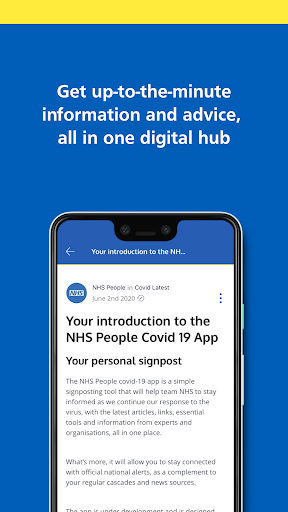 Get up-to-the-minute
information and advice,
all in one digital hub
Your introduction to the NH...
NHS
NHS People in Covid Latest
June 2nd 2020
Your introduction to the
NHS People Covid 19 App
Your personal signpost
The NHS People covid-19 app is a simple
signposting tool that will help team NHS to stay
informed as we continue our response to the
virus, with the latest articles, links, essential
tools and information from experts and
organisations, all in one place.
What's more, it will allow you to stay connected
with official national alerts, as a complement to
your regular cascades and news sources.
The app is under development and is designed